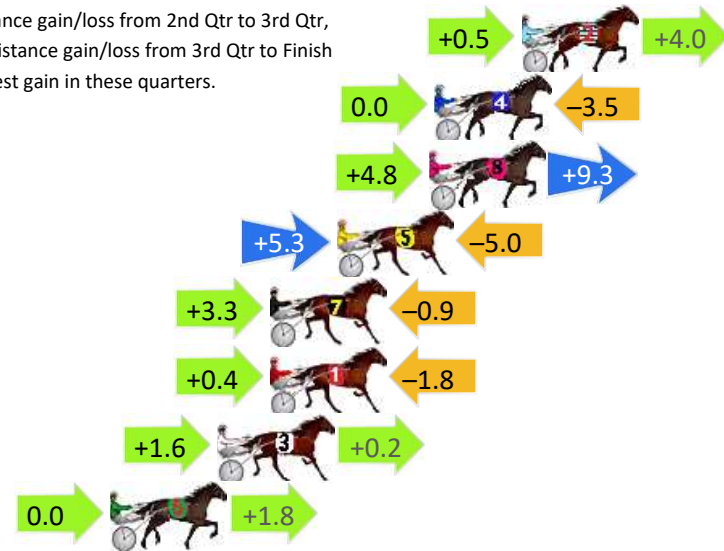 ance gain/loss from 2nd Qtr to 3rd Qtr,
istance gain/loss from 3rd Qtr to Finish
est gain in these quarters.
+0.5 2 +4.0
0.0 4 –3.5
+4.8 8 +9.3
+5.3 5 –5.0
+3.3 7 –0.9
+0.4 1 –1.8
+1.6 3 +0.2
0.0 6 +1.8